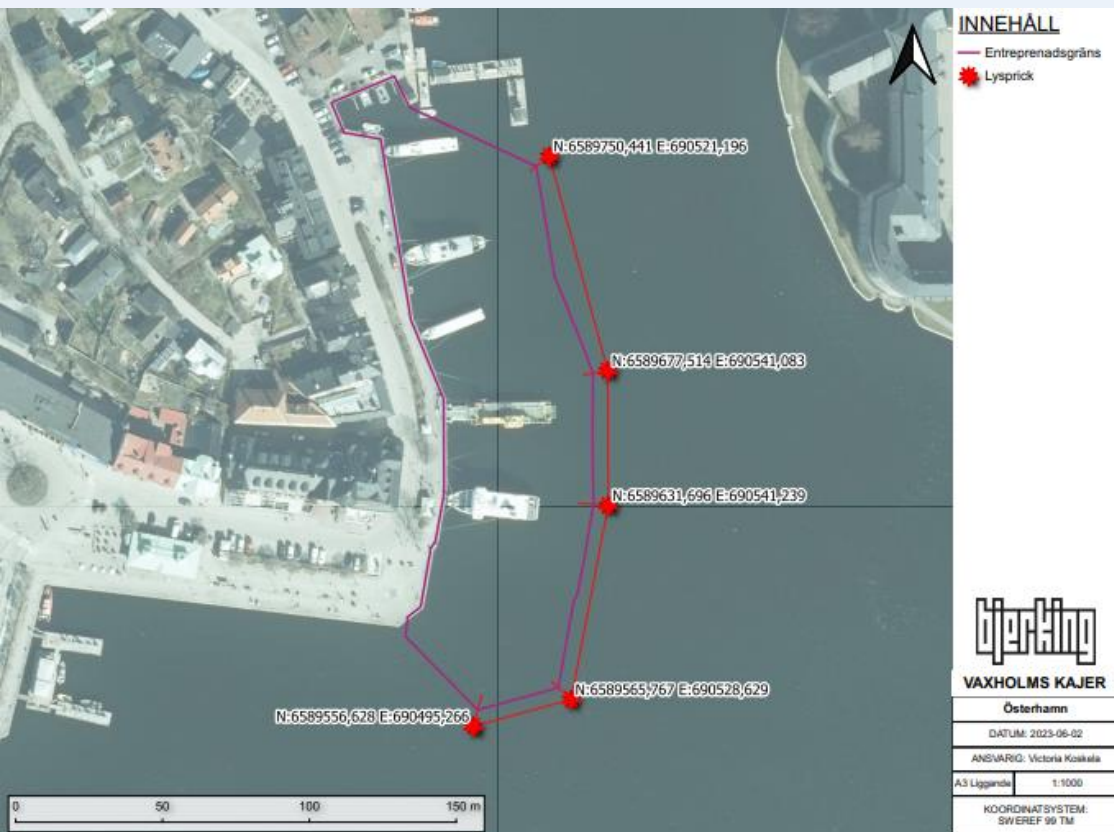 INNEHÅLL
Entreprenadsgräns
Lysprick
N:6589750,441 E:690521,196
N:6589677,514 E:690541,083
N:6589631,696 E:690541,239
N:6589565,767 E:690528,629
N:6589556,628 E:690495,266
0 50 100 150 m
bjerking
VAXHOLMS KAJER
Österhamn
DATUM: 2023-06-02
ANSVARIG: Victoria Koskela
A3 Liggande 1:1000
KOORDINATSYSTEM:
SWEREF 99 TM